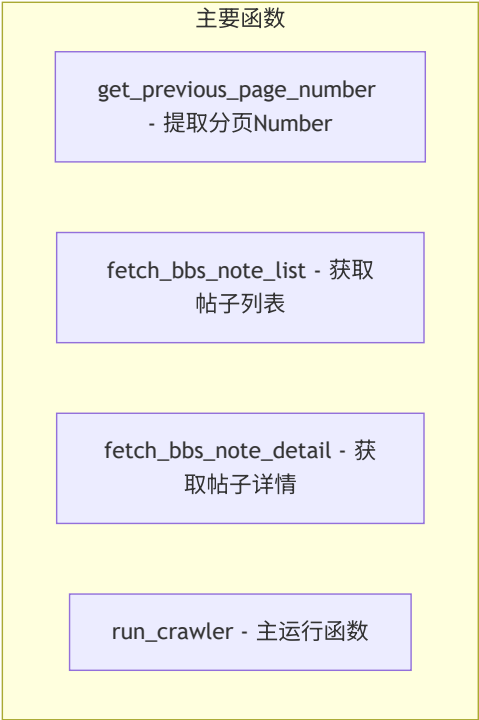 主要函数
get_previous_page_number
- 提取分页Number
fetch_bbs_note_list - 获取
帖子列表
fetch_bbs_note_detail - 获
取帖子详情
run_crawler - 主运行函数